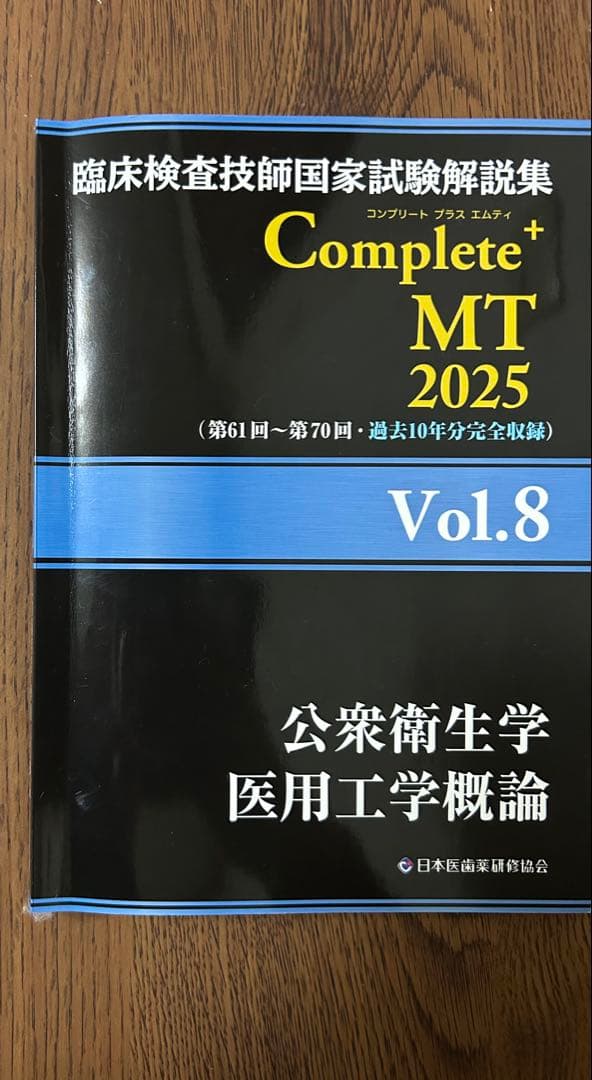 臨床検査技師国家試験解説集
コンプリート プラス エムティ
Complete+
MT
2025
(第61回〜第70回・過去10年分完全収録)
Vol.8
公衆衛生学
医用工学概論
日本医歯薬研修協会